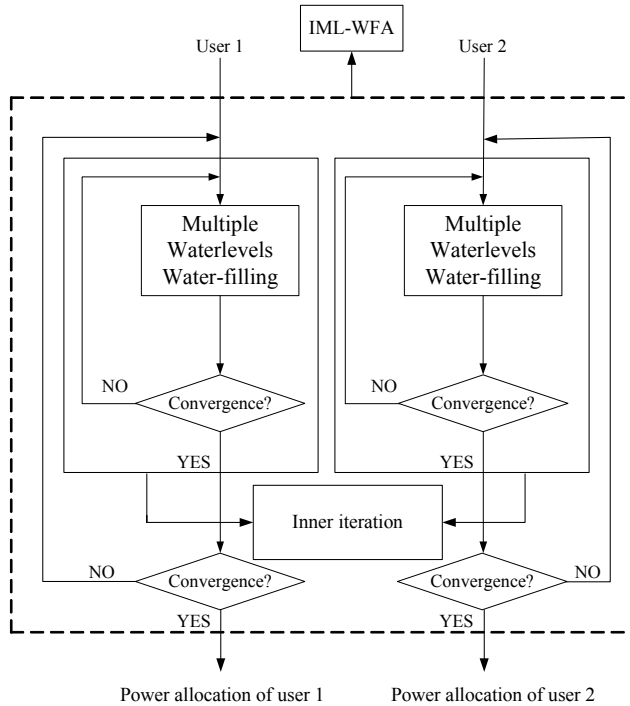 IML-WFA
User 1
User 2
Multiple
Waterlevels
Water-filling
Multiple
Waterlevels
Water-filling
NO
Convergence?
NO
Convergence?
YES
YES
Inner iteration
NO
Convergence?
Convergence?
NO
YES
YES
Power allocation of user 1
Power allocation of user 2